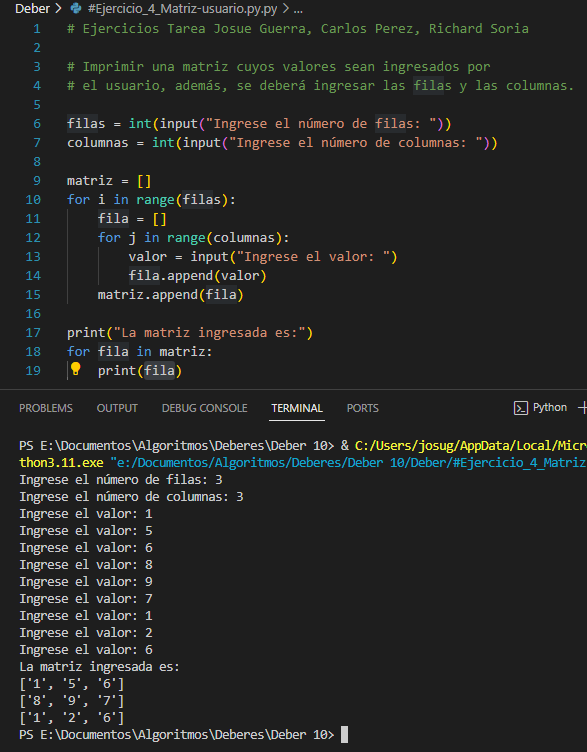 Deber > #Ejercicio_4_Matriz-usuario.py.py > ...
1 # Ejercicios Tarea Josue Guerra, Carlos Perez, Richard Soria
2
3 # Imprimir una matriz cuyos valores sean ingresados por
4 # el usuario, además, se deberá ingresar las filas y las columnas.
5
6 filas = int(input("Ingrese el número de filas: "))
7 columnas = int(input("Ingrese el número de columnas: "))
8
9 matriz = []
10 for i in range(filas):
11     fila = []
12     for j in range(columnas):
13         valor = input("Ingrese el valor: ")
14         fila.append(valor)
15     matriz.append(fila)
16
17 print("La matriz ingresada es:")
18 for fila in matriz:
19     print(fila)
PROBLEMS OUTPUT DEBUG CONSOLE TERMINAL PORTS Python
PS E:\Documentos\Algoritmos\Deberes\Deber 10> & C:/Users/josug/AppData/Local/Micr
thon3.11.exe "e:/Documentos/Algoritmos/Deberes/Deber 10/Deber/#Ejercicio_4_Matriz
Ingrese el número de filas: 3
Ingrese el número de columnas: 3
Ingrese el valor: 1
Ingrese el valor: 5
Ingrese el valor: 6
Ingrese el valor: 8
Ingrese el valor: 9
Ingrese el valor: 7
Ingrese el valor: 1
Ingrese el valor: 2
Ingrese el valor: 6
La matriz ingresada es:
['1', '5', '6']
['8', '9', '7']
['1', '2', '6']
PS E:\Documentos\Algoritmos\Deberes\Deber 10>